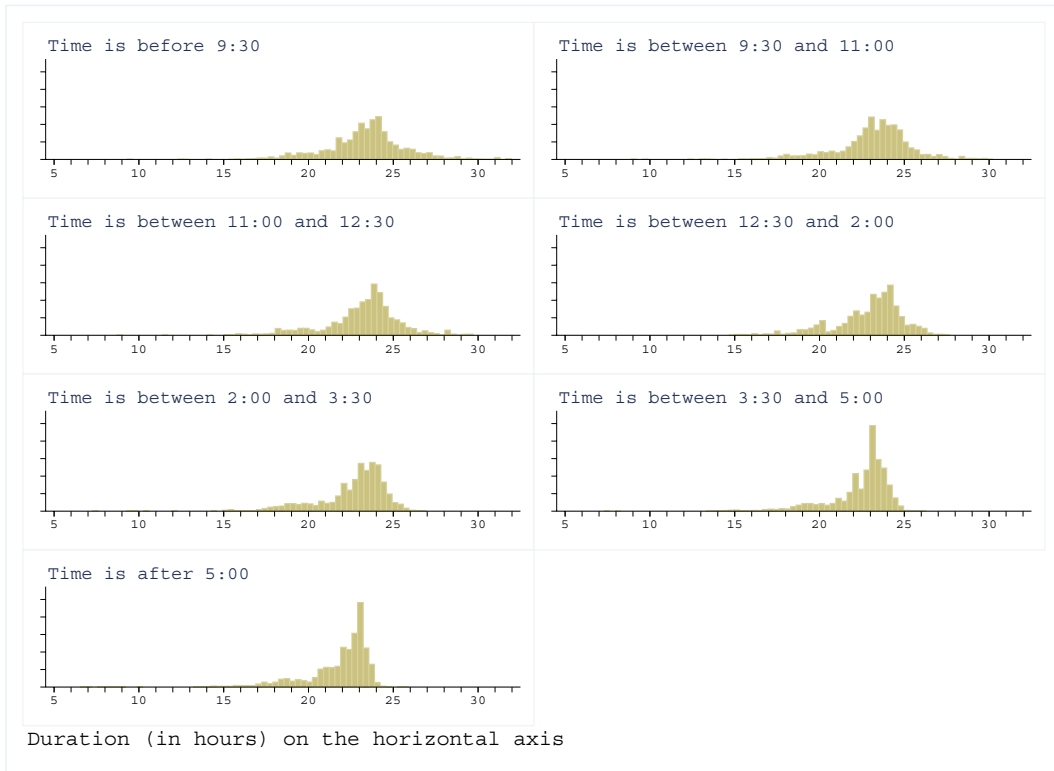 Time is before 9:30
5 10 15 20 25 30
Time is between 9:30 and 11:00
5 10 15 20 25 30
Time is between 11:00 and 12:30
5 10 15 20 25 30
Time is between 12:30 and 2:00
5 10 15 20 25 30
Time is between 2:00 and 3:30
5 10 15 20 25 30
Time is between 3:30 and 5:00
5 10 15 20 25 30
Time is after 5:00
5 10 15 20 25 30
Duration (in hours) on the horizontal axis